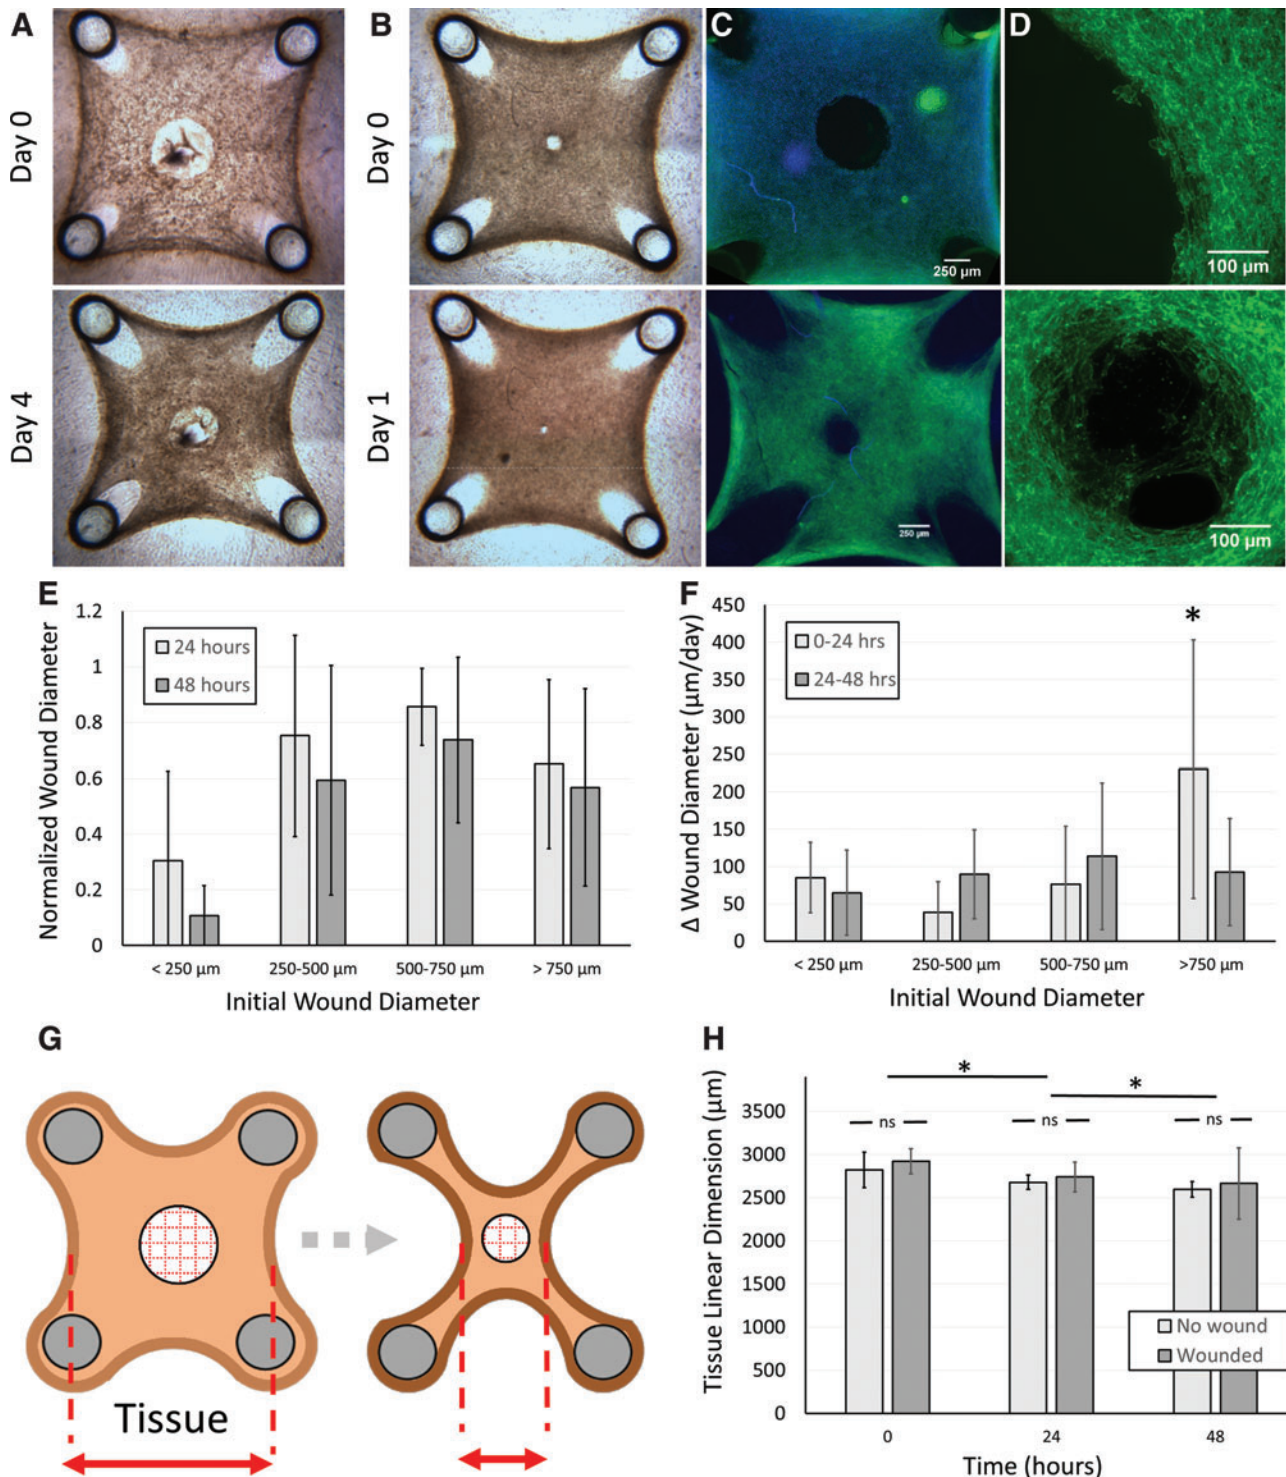 A
B
C
D
Day 0
Day 0
250 µm
100 µm
Day 4
Day 1
250 µm
100 µm
E
Normalized Wound Diameter
1.2
1
0.8
0.6
0.4
0.2
0
24 hours
48 hours
< 250 µm
250-500 µm
500-750 µm
> 750 µm
Initial Wound Diameter
F
Δ Wound Diameter (µm/day)
450
400
350
300
250
200
150
100
50
0
0-24 hrs
24-48 hrs
*
< 250 µm
250-500 µm
500-750 µm
>750 µm
Initial Wound Diameter
G
Tissue
H
Tissue Linear Dimension (µm)
3500
3000
2500
2000
1500
1000
500
0
*
*
ns
ns
ns
No wound
Wounded
0
24
48
Time (hours)